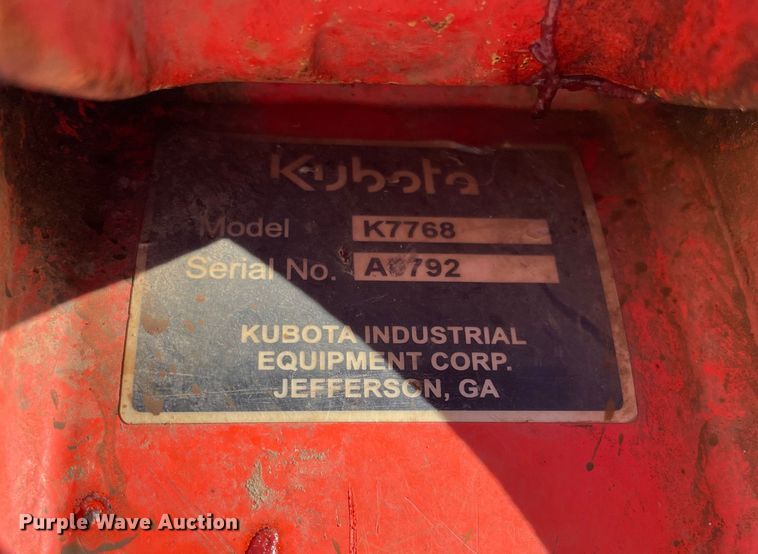 Kubota
Model K7768
Serial No.
KUBOTA INDUSTRIAL
EQUIPMENT CORP.
JEFFERSON, GA
Purple Wave Auction